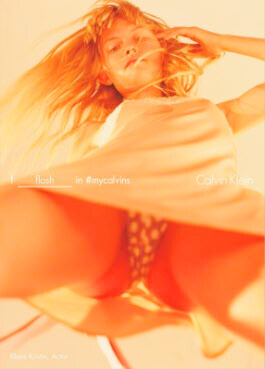 I flash in #mycalvins
Calvin Klein
Klara Kristin, Actor